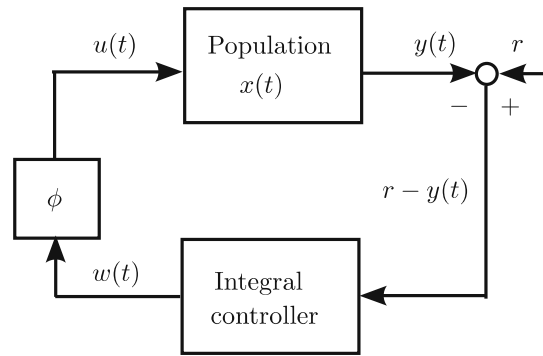 u(t)
Population
x(t)
y(t)
r
− +
ϕ
r − y(t)
w(t)
Integral
controller